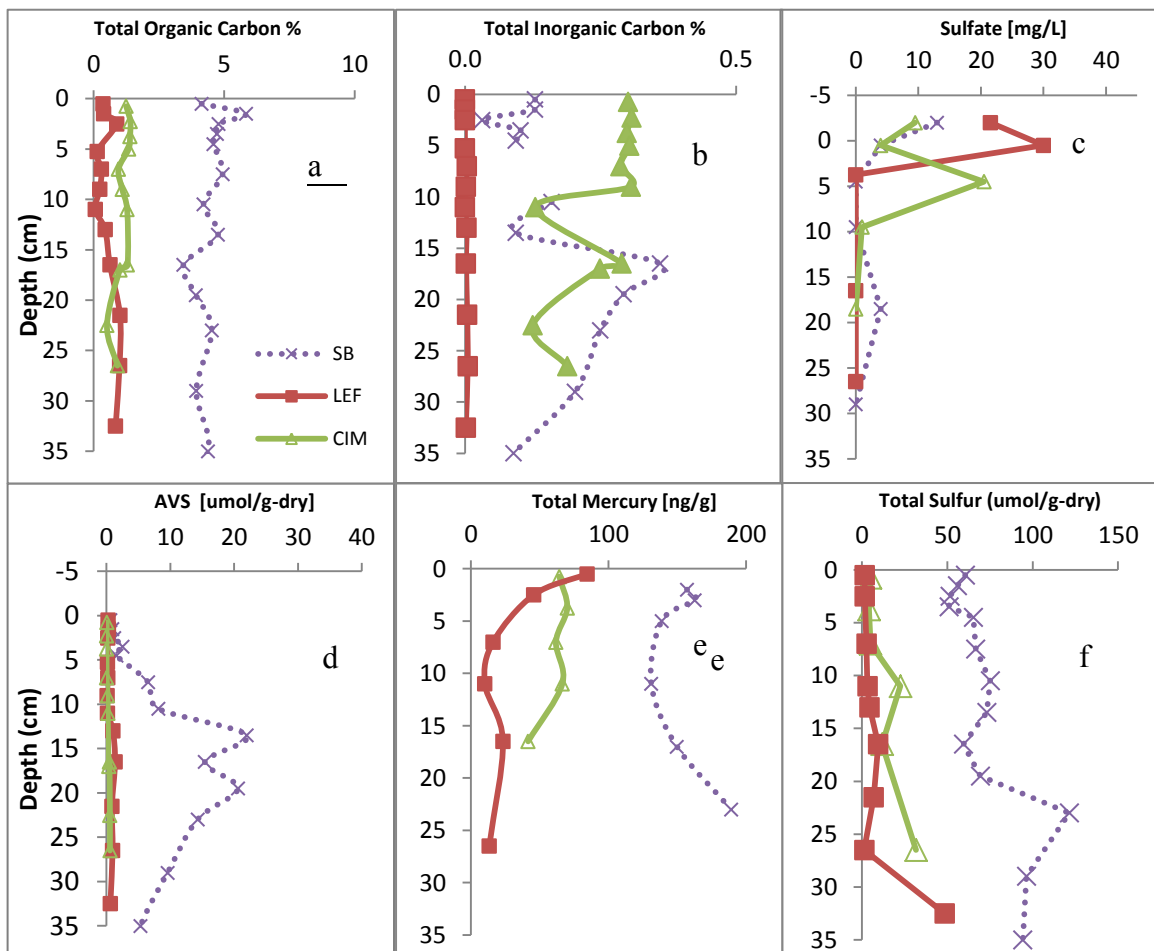 Total Organic Carbon %
0 5 10
0
5
10
15
20
25
30
35
Depth (cm)
a
SB
LEF
CIM
Total Inorganic Carbon %
0.0 0.5
0
5
10
15
20
25
30
35
b
Sulfate [mg/L]
0 10 20 30 40
-5
0
5
10
15
20
25
30
35
c
AVS [umol/g-dry]
0 20 40
-5
0
5
10
15
20
25
30
35
Depth (cm)
d
Total Mercury [ng/g]
0 100 200
0
5
10
15
20
25
30
35
e
e
Total Sulfur (umol/g-dry)
0 50 100 150
0
5
10
15
20
25
30
35
f